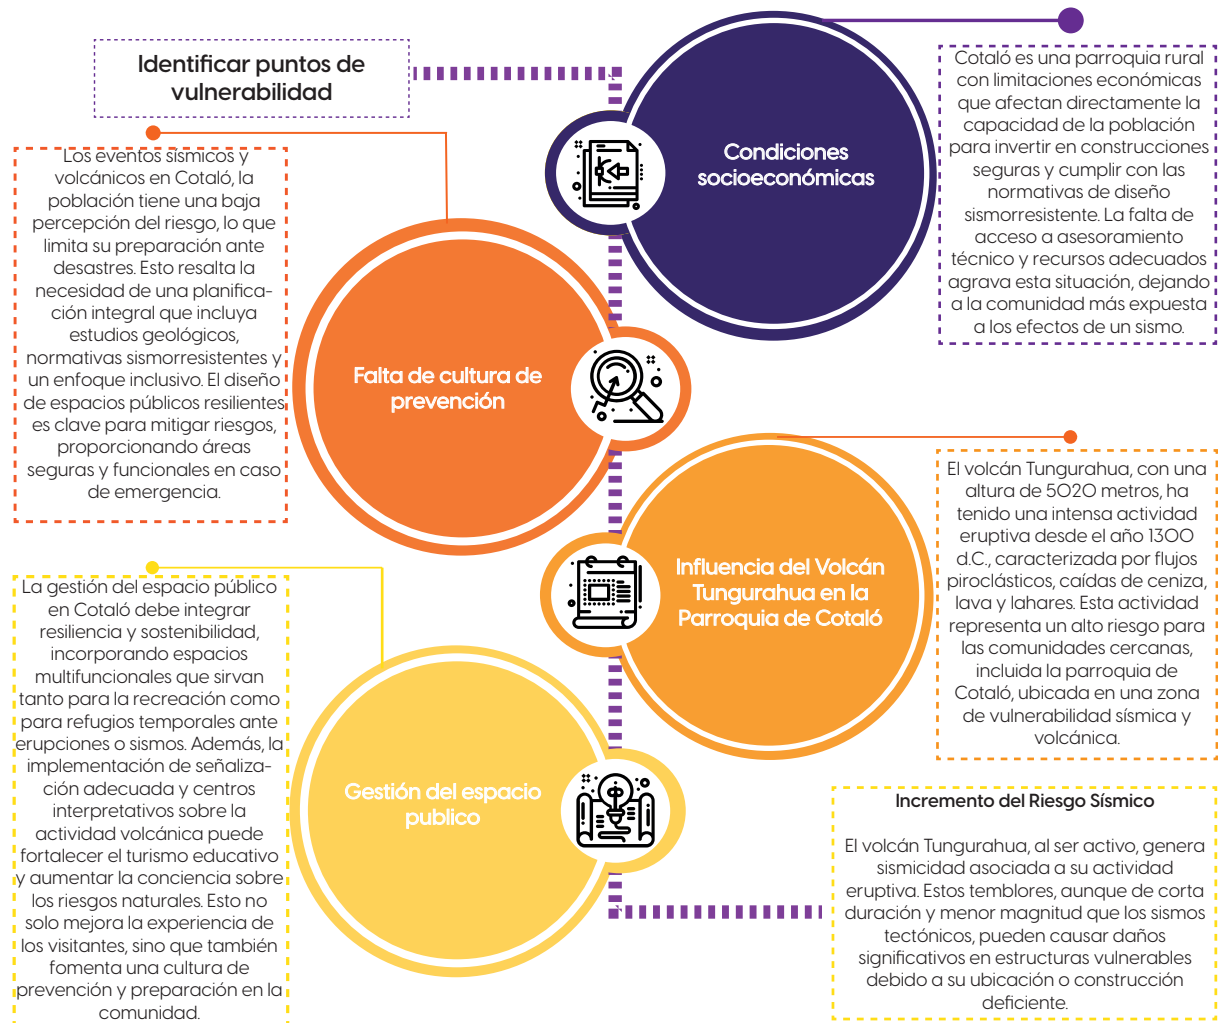 Identificar puntos de
vulnerabilidad
Condiciones
socioeconómicas
Cotaló es una parroquia rural
con limitaciones económicas
que afectan directamente la
capacidad de la población
para invertir en construcciones
seguras y cumplir con las
normativas de diseño
sismorresistente. La falta de
acceso a asesoramiento
técnico y recursos adecuados
agrava esta situación, dejando
a la comunidad más expuesta
a los efectos de un sismo.
Los eventos sísmicos y
volcánicos en Cotaló, la
población tiene una baja
percepción del riesgo, lo que
limita su preparación ante
desastres. Esto resalta la
necesidad de una planifica-
ción integral que incluya
estudios geológicos,
normativas sismorresistentes y
un enfoque inclusivo. El diseño
de espacios públicos resilientes
es clave para mitigar riesgos,
proporcionando áreas
seguras y funcionales en caso
de emergencia.
Falta de cultura de
prevención
Influencia del Volcán
Tungurahua en la
Parroquia de Cotaló
El volcán Tungurahua, con una
altura de 5020 metros, ha
tenido una intensa actividad
eruptiva desde el año 1300
d.C., caracterizada por flujos
piroclásticos, caídas de ceniza,
lava y lahares. Esta actividad
representa un alto riesgo para
las comunidades cercanas,
incluida la parroquia de
Cotaló, ubicada en una zona
de vulnerabilidad sísmica y
volcánica.
La gestión del espacio público
en Cotaló debe integrar
resiliencia y sostenibilidad,
incorporando espacios
multifuncionales que sirvan
tanto para la recreación como
para refugios temporales ante
erupciones o sismos. Además, la
implementación de señaliza-
ción adecuada y centros
interpretativos sobre la
actividad volcánica puede
fortalecer el turismo educativo
y aumentar la conciencia sobre
los riesgos naturales. Esto no
solo mejora la experiencia de
los visitantes, sino que también
fomenta una cultura de
prevención y preparación en la
comunidad.
Gestión del espacio
publico
Incremento del Riesgo Sísmico
El volcán Tungurahua, al ser activo, genera
sismicidad asociada a su actividad
eruptiva. Estos temblores, aunque de corta
duración y menor magnitud que los sismos
tectónicos, pueden causar daños
significativos en estructuras vulnerables
debido a su ubicación o construcción
deficiente.